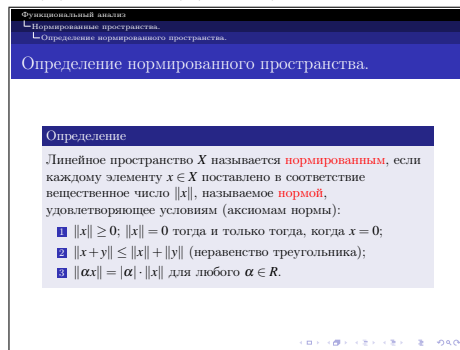 Функциональный анализ
Нормированные пространства.
Определение нормированного пространства.
Определение нормированного пространства.
Определение
Линейное пространство X называется нормированным, если
каждому элементу x ∈ X поставлено в соответствие
вещественное число ‖x‖, называемое нормой,
удовлетворяющее условиям (аксиомам нормы):
1 ‖x‖ ≥ 0; ‖x‖ = 0 тогда и только тогда, когда x = 0;
2 ‖x + y‖ ≤ ‖x‖ + ‖y‖ (неравенство треугольника);
3 ‖αx‖ = |α| · ‖x‖ для любого α ∈ R.